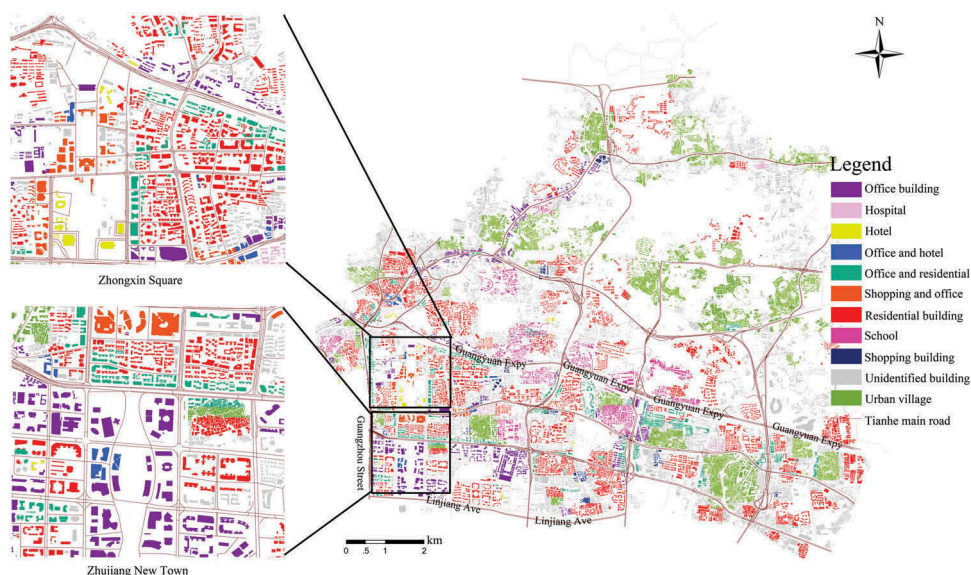 N
Legend
Office building
Hospital
Hotel
Office and hotel
Office and residential
Shopping and office
Residential building
School
Shopping building
Unidentified building
Urban village
Tianhe main road
Zhongxin Square
Zhujiang New Town
Guangyuan Expy
Guangyuan Expy
Guangyuan Expy
Guangyuan Expy
Guangzhou Street
Linjiang Ave
Linjiang Ave
km
0 .5 1 2